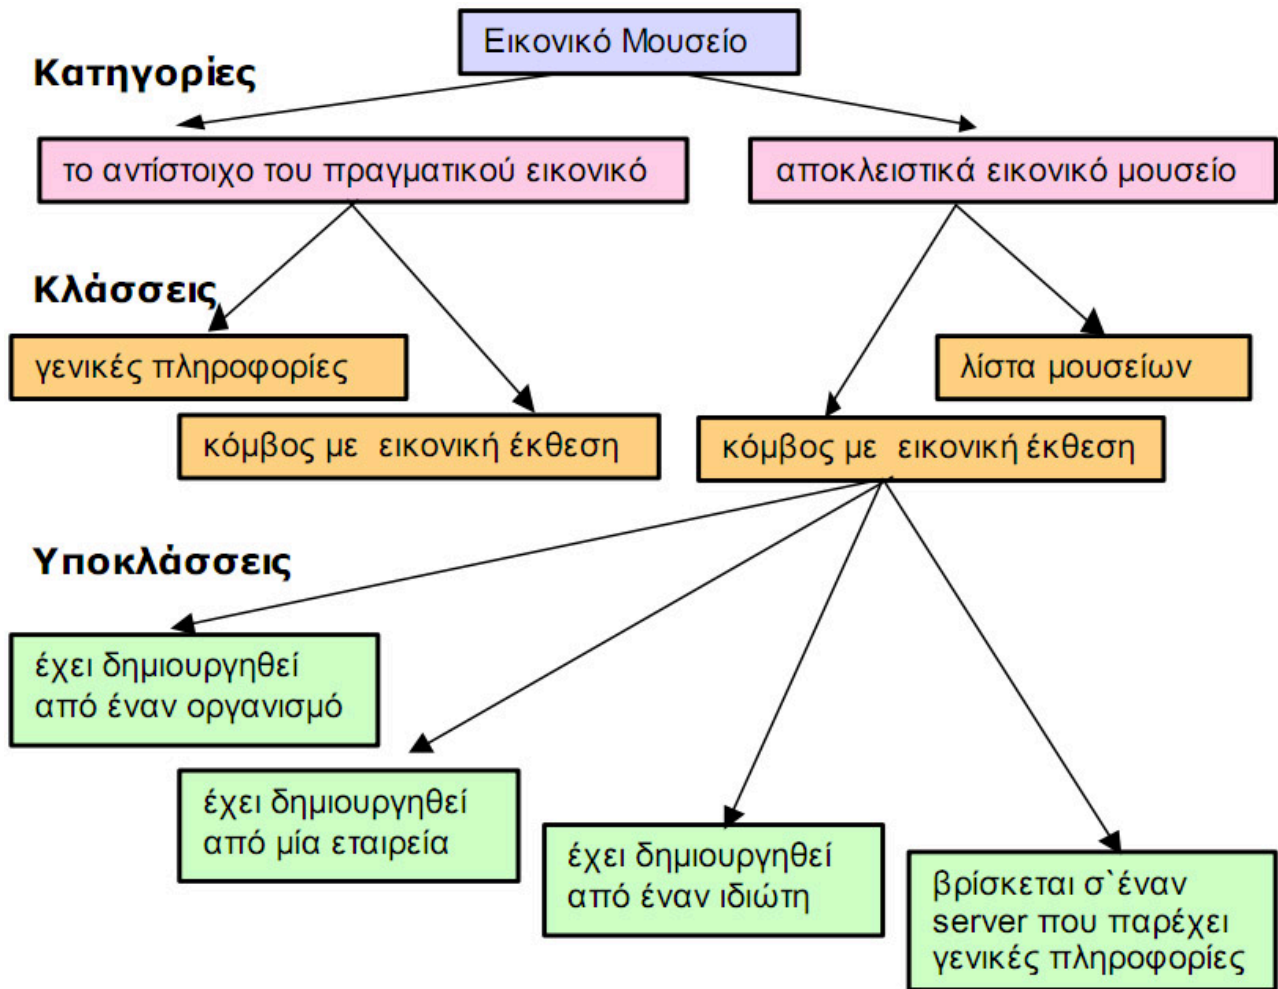 Εικονικό Μουσείο
Κατηγορίες
το αντίστοιχο του πραγματικού εικονικό
αποκλειστικά εικονικό μουσείο
Κλάσσεις
γενικές πληροφορίες
λίστα μουσείων
κόμβος με εικονική έκθεση
κόμβος με εικονική έκθεση
Υποκλάσσεις
έχει δημιουργηθεί
από έναν οργανισμό
έχει δημιουργηθεί
από μία εταιρεία
έχει δημιουργηθεί
από έναν ιδιώτη
βρίσκεται σ`έναν
server που παρέχει
γενικές πληροφορίες